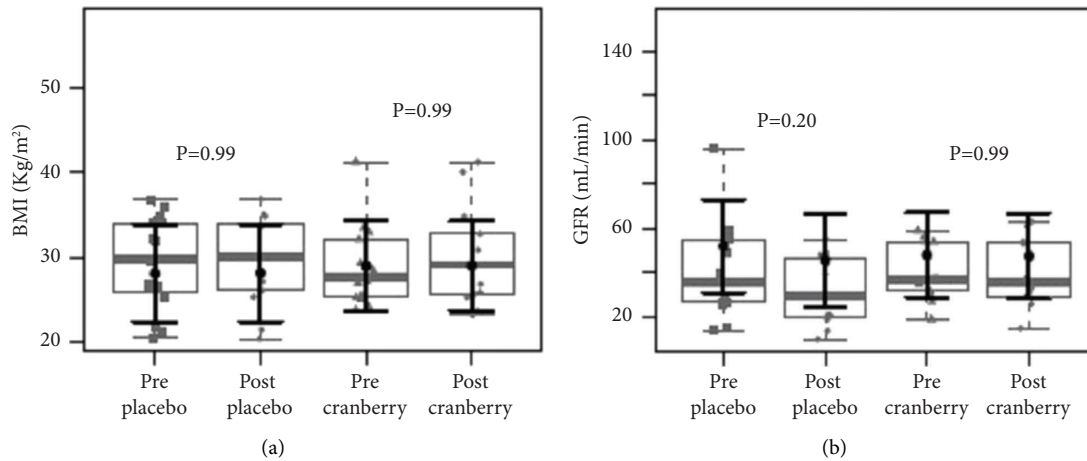 BMI (Kg/m²)
50
40
30
20
P=0.99
P=0.99
Pre placebo
Post placebo
Pre cranberry
Post cranberry
(a)
GFR (mL/min)
140
100
60
20
P=0.20
P=0.99
Pre placebo
Post placebo
Pre cranberry
Post cranberry
(b)